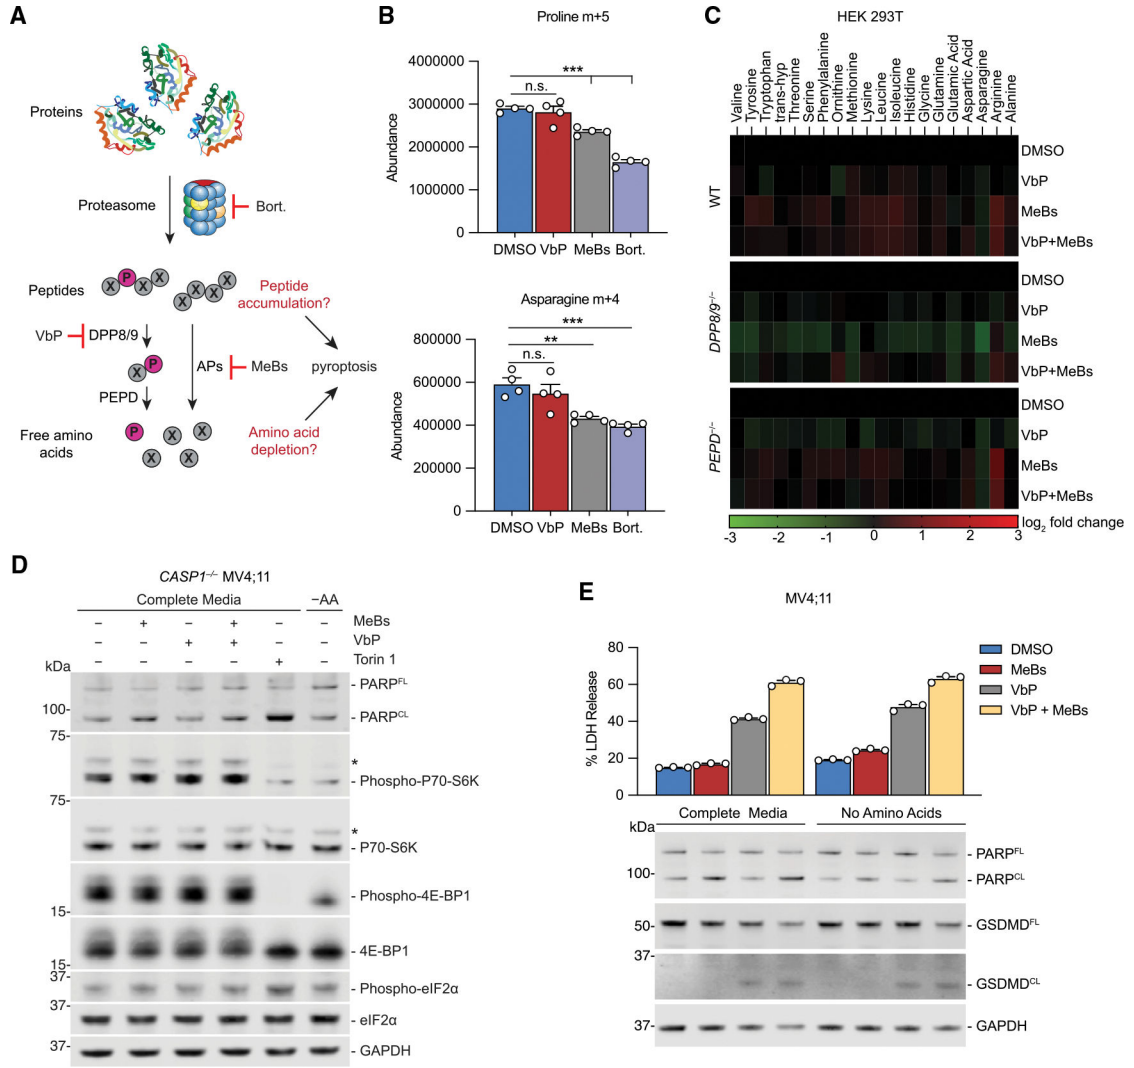 A
Proteins
Proteasome
Bort.
Peptides
P
X
X
X
X
X
X
X
Peptide
accumulation?
VbP
DPP8/9
X
P
APs
MeBs
pyroptosis
PEPD
Free amino
acids
P
X
X
X
X
Amino acid
depletion?
B
Proline m+5
Abundance
4000000
3000000
2000000
1000000
0
n.s.
***
DMSO VbP MeBs Bort.
Asparagine m+4
Abundance
800000
600000
400000
200000
0
n.s.
**
***
DMSO VbP MeBs Bort.
C
HEK 293T
Valine
Tyrosine
Tryptophan
trans-hyp
Threonine
Serine
Phenylalanine
Ornithine
Methionine
Lysine
Leucine
Isoleucine
Histidine
Glycine
Glutamine
Glutamic Acid
Aspartic Acid
Asparagine
Arginine
Alanine
WT
DMSO
VbP
MeBs
VbP+MeBs
DPP8/9–/–
DMSO
VbP
MeBs
VbP+MeBs
PEPD–/–
DMSO
VbP
MeBs
VbP+MeBs
-3 -2 -1 0 1 2 3
log2 fold change
D
CASP1–/– MV4;11
Complete Media
−AA
– + – + – – MeBs
– – + + – – VbP
– – – – + – Torin 1
kDa
100-
75-
- PARPFL
- PARPCL
*
- Phospho-P70-S6K
75-
*
- P70-S6K
- Phospho-4E-BP1
15-
- 4E-BP1
15-
37-
- Phospho-eIF2α
37-
- eIF2α
37-
- GAPDH
E
MV4;11
% LDH Release
80
60
40
20
0
DMSO
MeBs
VbP
VbP + MeBs
Complete Media
No Amino Acids
kDa
- PARPFL
100-
- PARPCL
50-
- GSDMDFL
37-
- GSDMDCL
37-
- GAPDH